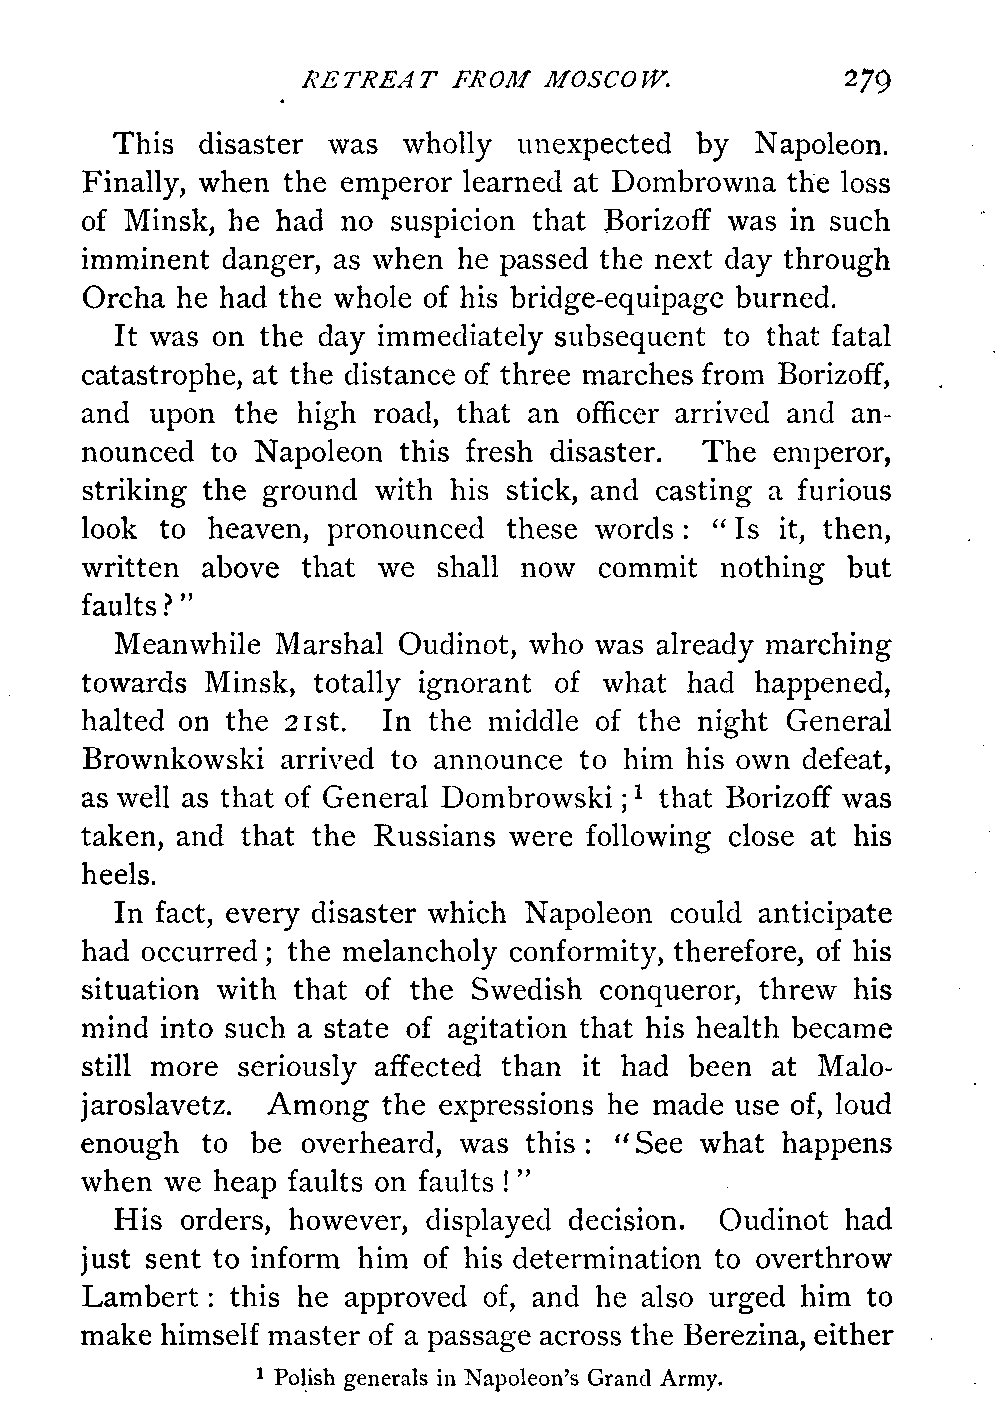 RETREAT FROM MOSCOW. 279
This disaster was wholly unexpected by Napoleon.
Finally, when the emperor learned at Dombrowna the loss
of Minsk, he had no suspicion that Borizoff was in such
imminent danger, as when he passed the next day through
Orcha he had the whole of his bridge-equipage burned.
It was on the day immediately subsequent to that fatal
catastrophe, at the distance of three marches from Borizoff,
and upon the high road, that an officer arrived and an-
nounced to Napoleon this fresh disaster. The emperor,
striking the ground with his stick, and casting a furious
look to heaven, pronounced these words : “ Is it, then,
written above that we shall now commit nothing but
faults ? ”
Meanwhile Marshal Oudinot, who was already marching
towards Minsk, totally ignorant of what had happened,
halted on the 21st. In the middle of the night General
Brownkowski arrived to announce to him his own defeat,
as well as that of General Dombrowski ; ¹ that Borizoff was
taken, and that the Russians were following close at his
heels.
In fact, every disaster which Napoleon could anticipate
had occurred ; the melancholy conformity, therefore, of his
situation with that of the Swedish conqueror, threw his
mind into such a state of agitation that his health became
still more seriously affected than it had been at Malo-
jaroslavetz. Among the expressions he made use of, loud
enough to be overheard, was this : “ See what happens
when we heap faults on faults ! ”
His orders, however, displayed decision. Oudinot had
just sent to inform him of his determination to overthrow
Lambert : this he approved of, and he also urged him to
make himself master of a passage across the Berezina, either
¹ Polish generals in Napoleon's Grand Army.